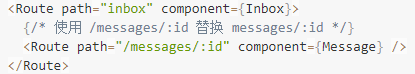 <Route path="inbox" component={Inbox}>
{/* 使用 /messages/:id 替换 messages/:id */}
<Route path="/messages/:id" component={Message} />
</Route>